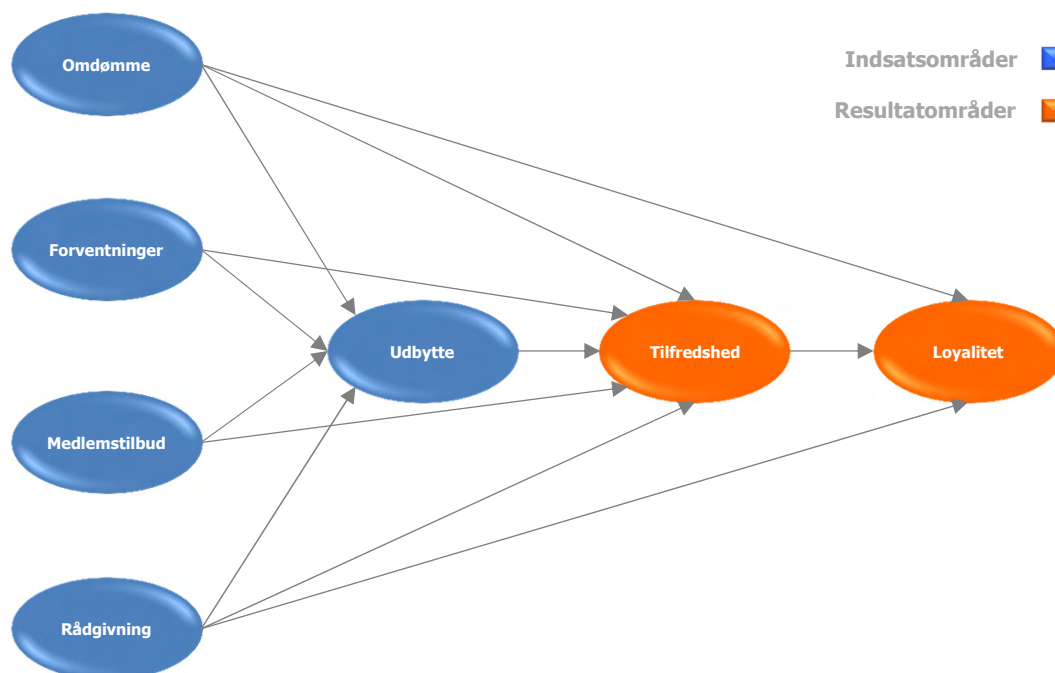 Omdømme
Indsatsområder
Resultatområder
Forventninger
Udbytte
Tilfredshed
Loyalitet
Medlemstilbud
Rådgivning